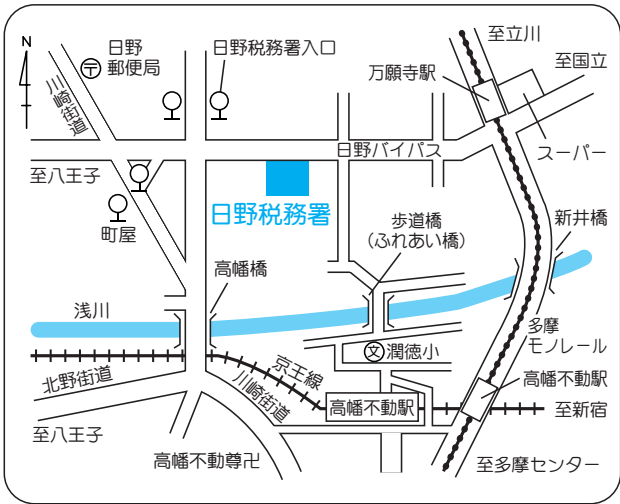 N
日野
郵便局
日野税務署入口
至立川
至国立
万願寺駅
川崎街道
日野バイパス
スーパー
至八王子
町屋
日野税務署
歩道橋
(ふれあい橋)
新井橋
高幡橋
浅川
文
潤徳小
多摩
モノレール
京王線
北野街道
川崎街道
高幡不動駅
高幡不動駅
至新宿
至八王子
高幡不動尊卍
至多摩センター